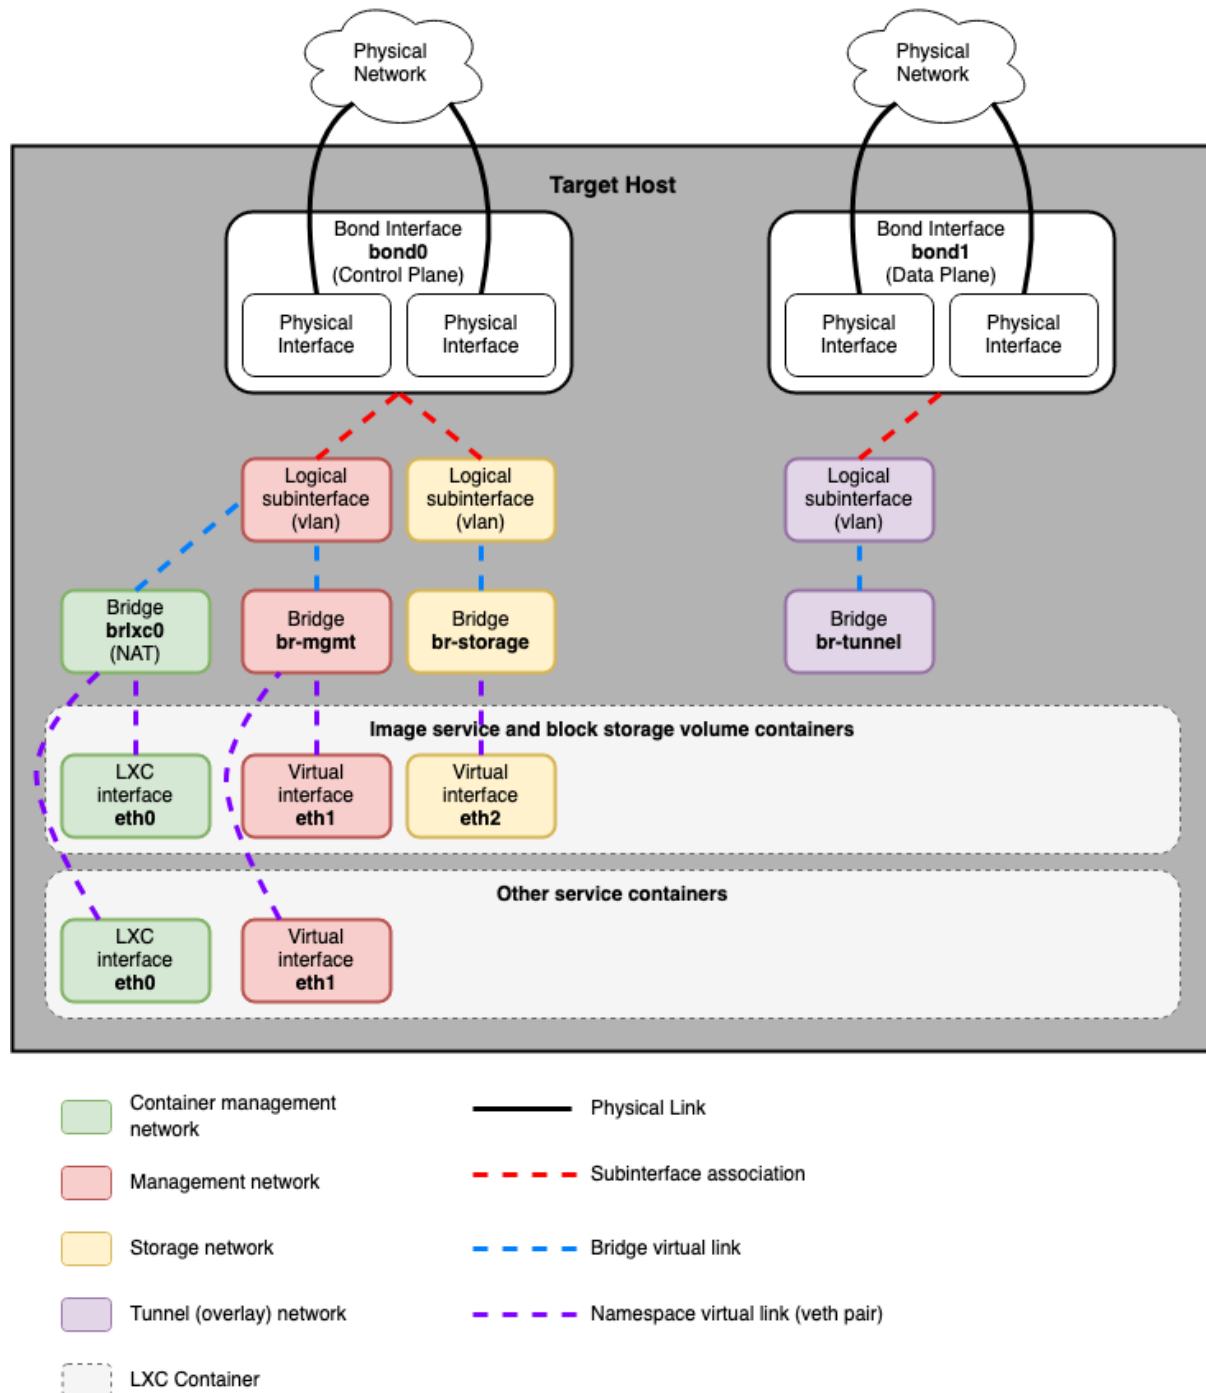 Physical
Network
Physical
Network
Target Host
Bond Interface
bond0
(Control Plane)
Physical
Interface
Physical
Interface
Bond Interface
bond1
(Data Plane)
Physical
Interface
Physical
Interface
Logical
subinterface
(vlan)
Logical
subinterface
(vlan)
Logical
subinterface
(vlan)
Bridge
brlxc0
(NAT)
Bridge
br-mgmt
Bridge
br-storage
Bridge
br-tunnel
Image service and block storage volume containers
LXC
interface
eth0
Virtual
interface
eth1
Virtual
interface
eth2
Other service containers
LXC
interface
eth0
Virtual
interface
eth1
Container management
network
Physical Link
Management network
Subinterface association
Storage network
Bridge virtual link
Tunnel (overlay) network
Namespace virtual link (veth pair)
LXC Container